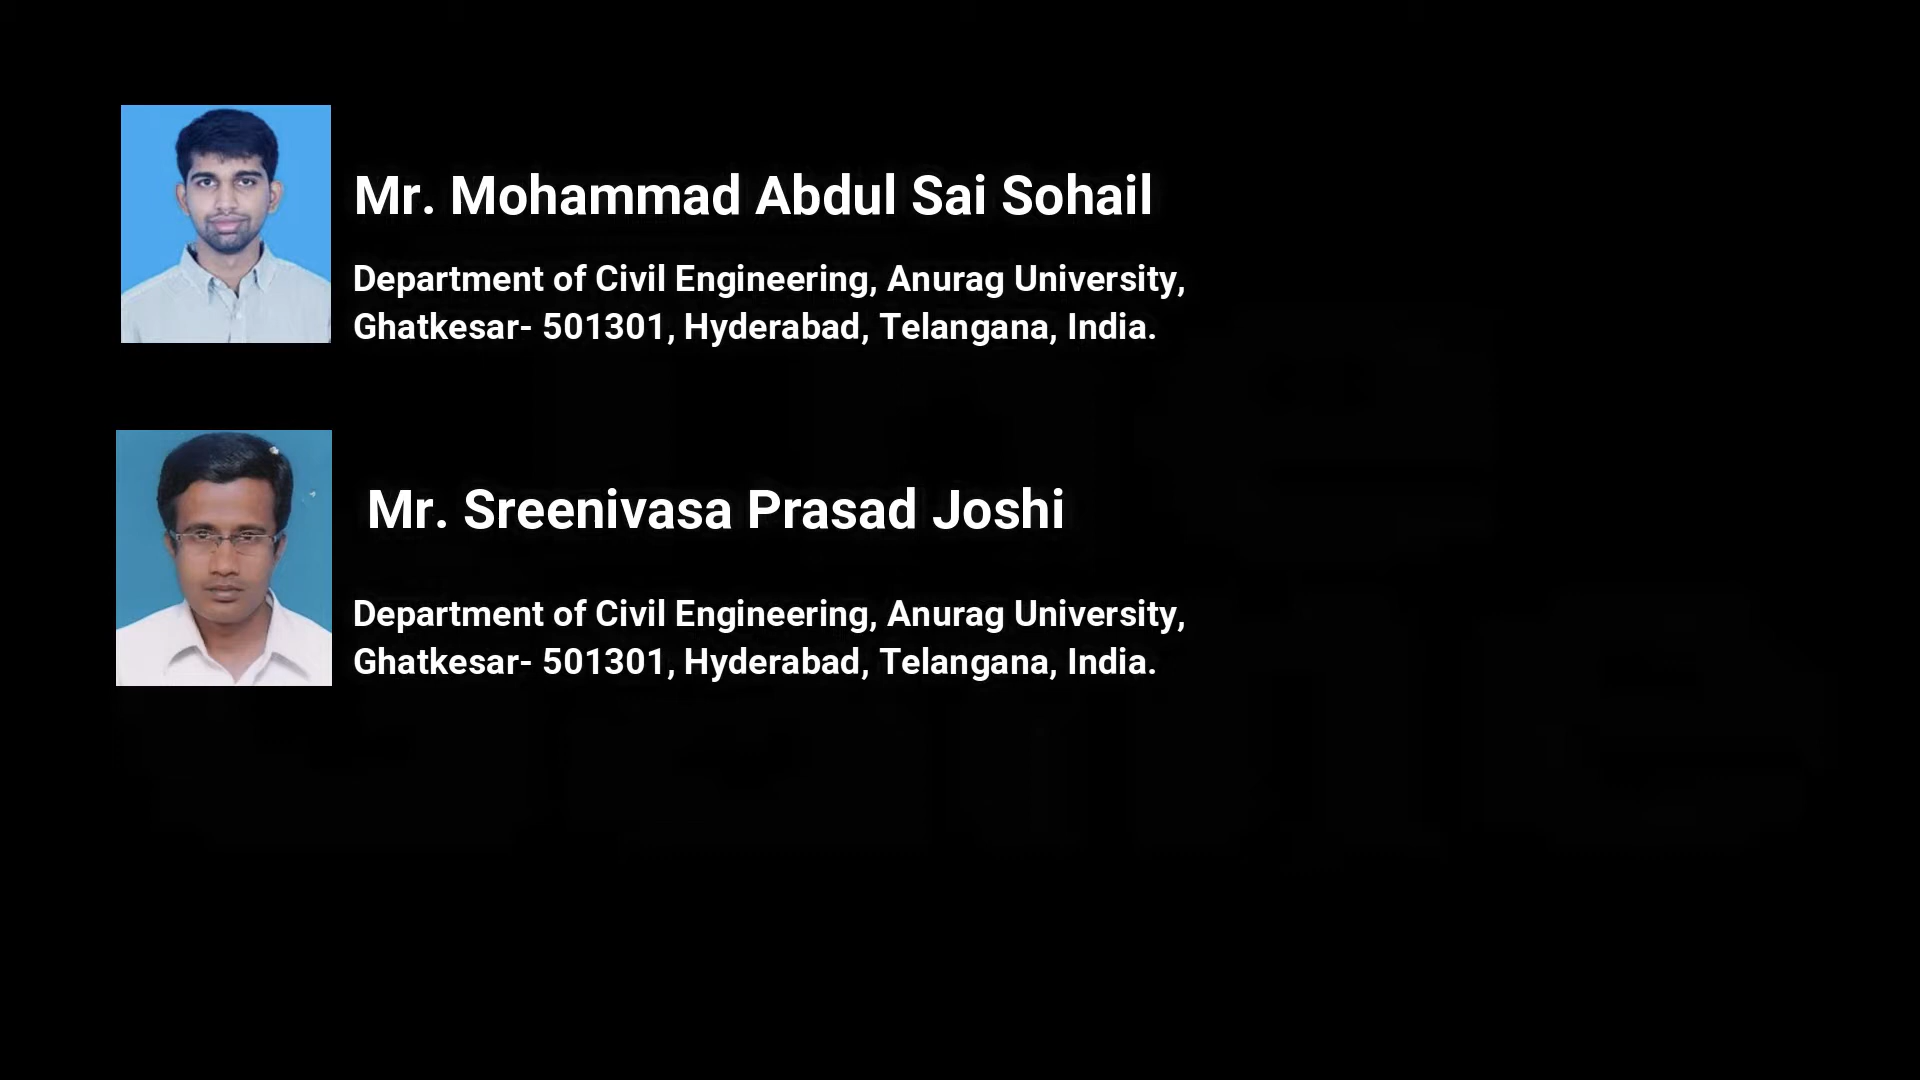 Mr. Mohammad Abdul Sai Sohail
Department of Civil Engineering, Anurag University,
Ghatkesar- 501301, Hyderabad, Telangana, India.
Mr. Sreenivasa Prasad Joshi
Department of Civil Engineering, Anurag University,
Ghatkesar- 501301, Hyderabad, Telangana, India.